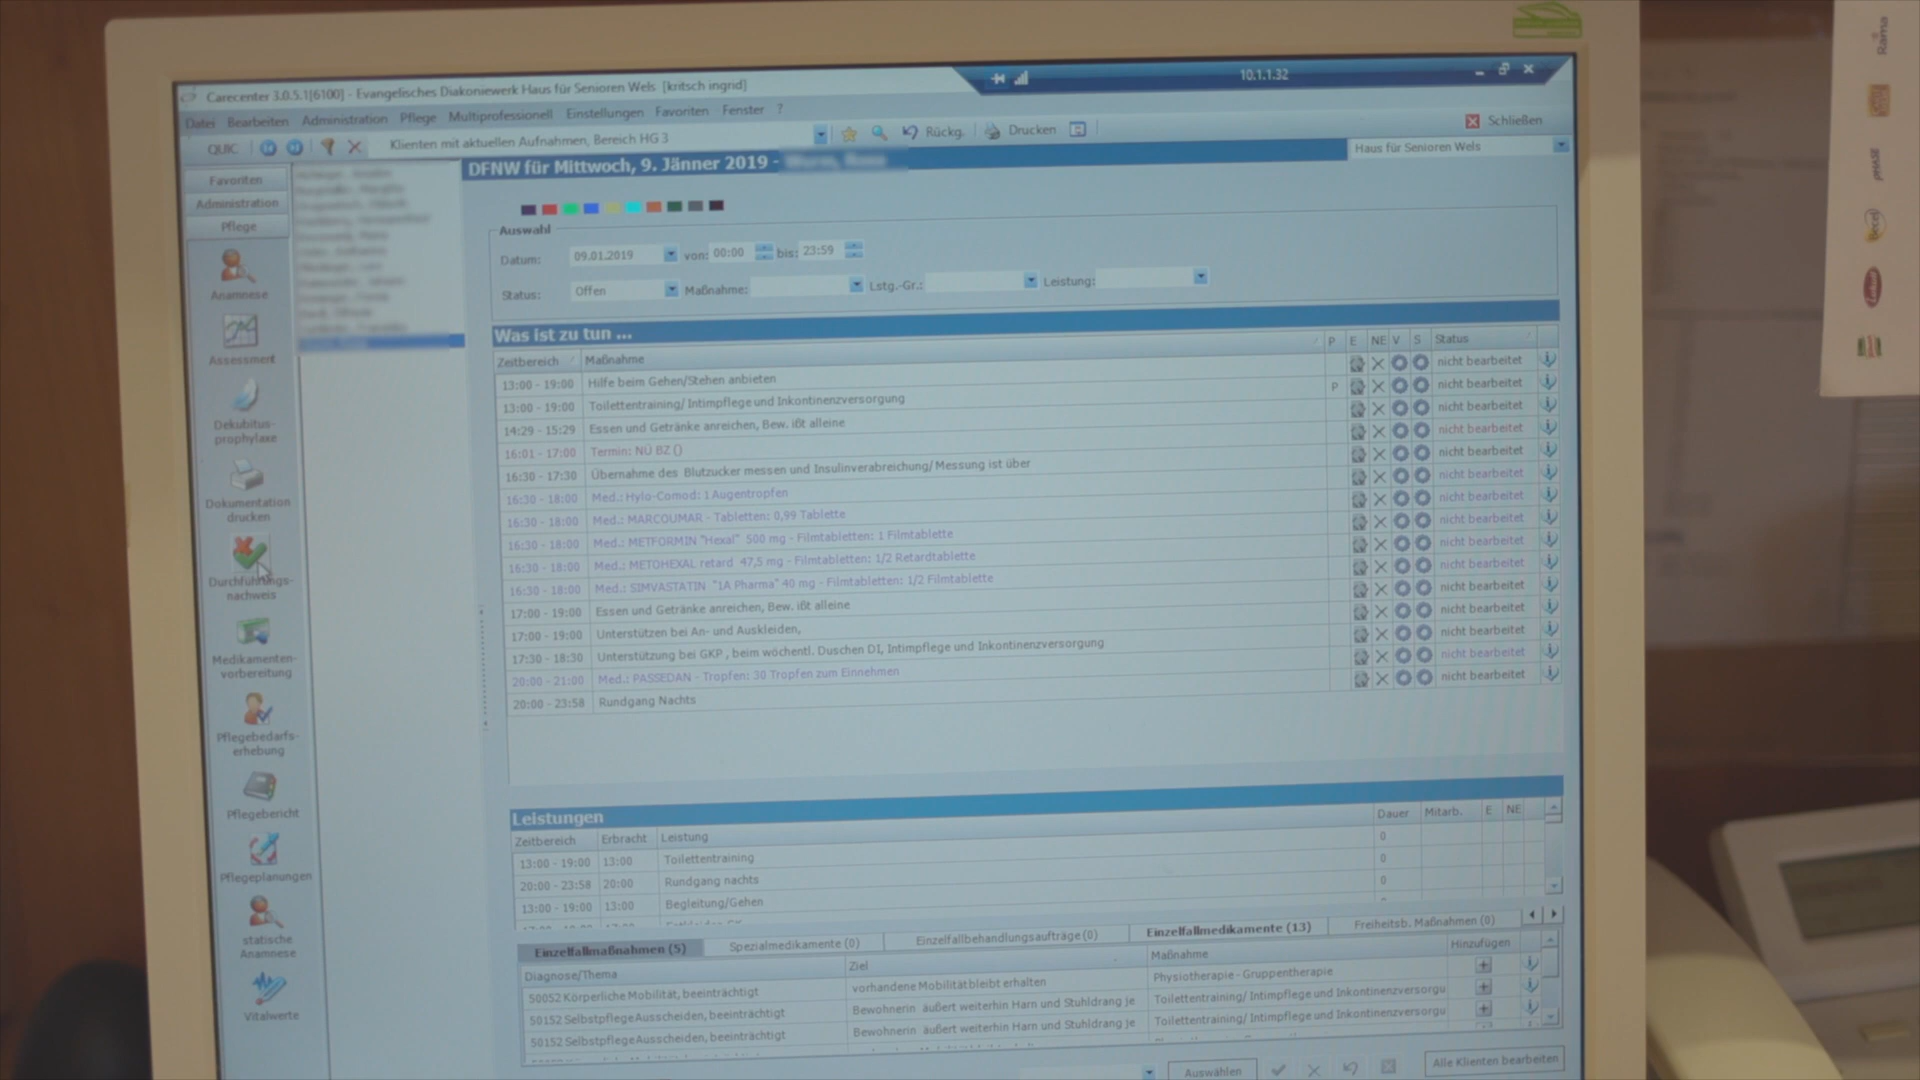 Carecenter 3.0.5.1[6100] - Evangelisches Diakoniewerk Haus für Senioren Wels [kritsch ingrid]
10.1.1.32
Datei Bearbeiten Administration Pflege Multiprofessionell Einstellungen Favoriten Fenster ?
QUIC Klienten mit aktuellen Aufnahmen, Bereich HG 3 Rückg. Drucken Schließen
DFNW für Mittwoch, 9. Jänner 2019 -
Haus für Senioren Wels
Favoriten
Administration
Pflege
Anamnese
Assessment
Dekubitus-
prophylaxe
Dokumentation
drucken
Durchführungs-
nachweis
Medikamenten-
vorbereitung
Pflegebedarfs-
erhebung
Pflegebericht
Pflegeplanungen
statische
Anamnese
Vitalwerte
Auswahl
Datum: 09.01.2019 von: 00:00 bis: 23:59
Status: Offen Maßnahme: Lstg.-Gr.: Leistung:
Was ist zu tun ...
Zeitbereich Maßnahme P E NE V S Status
13:00 - 19:00 Hilfe beim Gehen/Stehen anbieten nicht bearbeitet
13:00 - 19:00 Toilettentraining/ Intimpflege und Inkontinenzversorgung P nicht bearbeitet
14:29 - 15:29 Essen und Getränke anreichen, Bew. ißt alleine nicht bearbeitet
16:01 - 17:00 Termin: NÜ BZ () nicht bearbeitet
16:30 - 17:30 Übernahme des Blutzucker messen und Insulinverabreichung/ Messung ist über nicht bearbeitet
16:30 - 18:00 Med.: Hylo-Comod: 1 Augentropfen nicht bearbeitet
16:30 - 18:00 Med.: MARCOUMAR - Tabletten: 0,99 Tablette nicht bearbeitet
16:30 - 18:00 Med.: METFORMIN "Hexal" 500 mg - Filmtabletten: 1 Filmtablette nicht bearbeitet
16:30 - 18:00 Med.: METOHEXAL retard 47,5 mg - Filmtabletten: 1/2 Retardtablette nicht bearbeitet
16:30 - 18:00 Med.: SIMVASTATIN "1A Pharma" 40 mg - Filmtabletten: 1/2 Filmtablette nicht bearbeitet
17:00 - 19:00 Essen und Getränke anreichen, Bew. ißt alleine nicht bearbeitet
17:00 - 19:00 Unterstützen bei An- und Auskleiden, nicht bearbeitet
17:30 - 18:30 Unterstützung bei GKP , beim wöchentl. Duschen DI, Intimpflege und Inkontinenzversorgung nicht bearbeitet
20:00 - 21:00 Med.: PASSEDAN - Tropfen: 30 Tropfen zum Einnehmen nicht bearbeitet
20:00 - 23:58 Rundgang Nachts nicht bearbeitet
Leistungen
Zeitbereich Erbracht Leistung Dauer Mitarb. E NE
13:00 - 19:00 13:00 Toilettentraining 0
20:00 - 23:58 20:00 Rundgang nachts 0
13:00 - 19:00 13:00 Begleitung/Gehen 0
Einzelfallmaßnahmen (5) Spezialmedikamente (0) Einzelfallbehandlungsaufträge (0) Einzelfallmedikamente (13) Freiheitsb. Maßnahmen (0)
Diagnose/Thema Ziel Maßnahme Hinzufügen
50052 Körperliche Mobilität, beeinträchtigt vorhandene Mobilität bleibt erhalten Physiotherapie - Gruppentherapie
50152 Selbstpflege Ausscheiden, beeinträchtigt Bewohnerin äußert weiterhin Harn und Stuhldrang je Toilettentraining/ Intimpflege und Inkontinenzversorgu
50152 Selbstpflege Ausscheiden, beeinträchtigt Bewohnerin äußert weiterhin Harn und Stuhldrang je Toilettentraining/ Intimpflege und Inkontinenzversorgu
Auswählen Alle Klienten bearbeiten
Rama
Becel